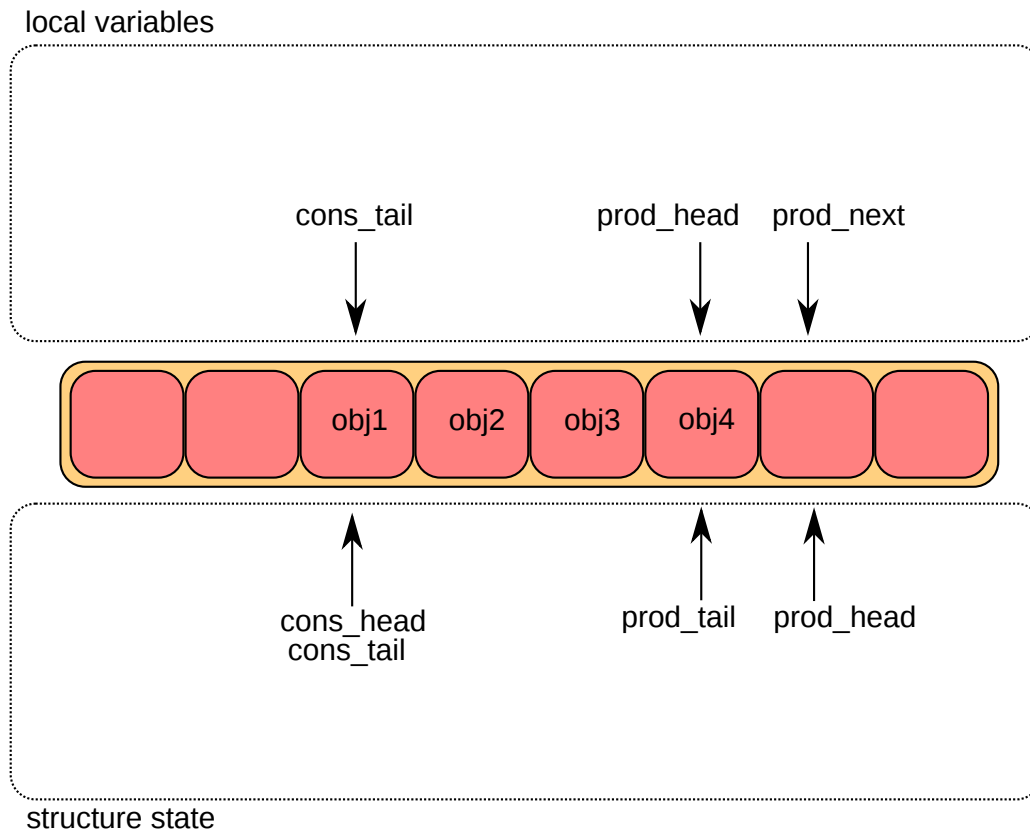 local variables
cons_tail prod_head prod_next
obj1 obj2 obj3 obj4
cons_head prod_tail prod_head
cons_tail
structure state